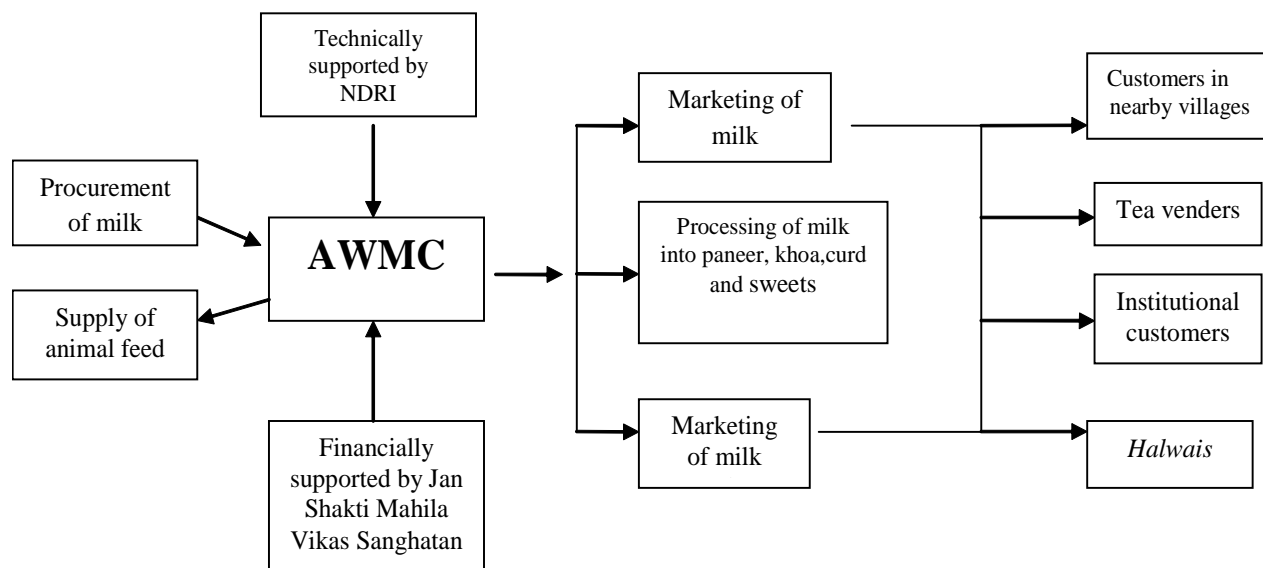 Technically
supported by
NDRI
Procurement
of milk
Supply of
animal feed
AWMC
Financially
supported by Jan
Shakti Mahila
Vikas Sanghatan
Marketing of
milk
Processing of milk
into paneer, khoa,curd
and sweets
Marketing
of milk
Customers in
nearby villages
Tea venders
Institutional
customers
Halwais